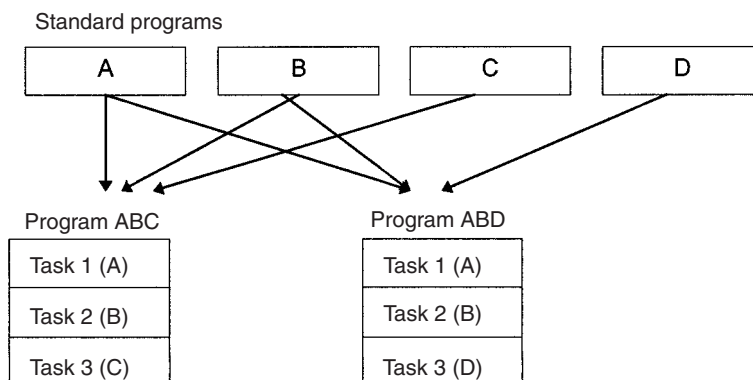 Standard programs
A B C D
Program ABC Program ABD
Task 1 (A) Task 1 (A)
Task 2 (B) Task 2 (B)
Task 3 (C) Task 3 (D)